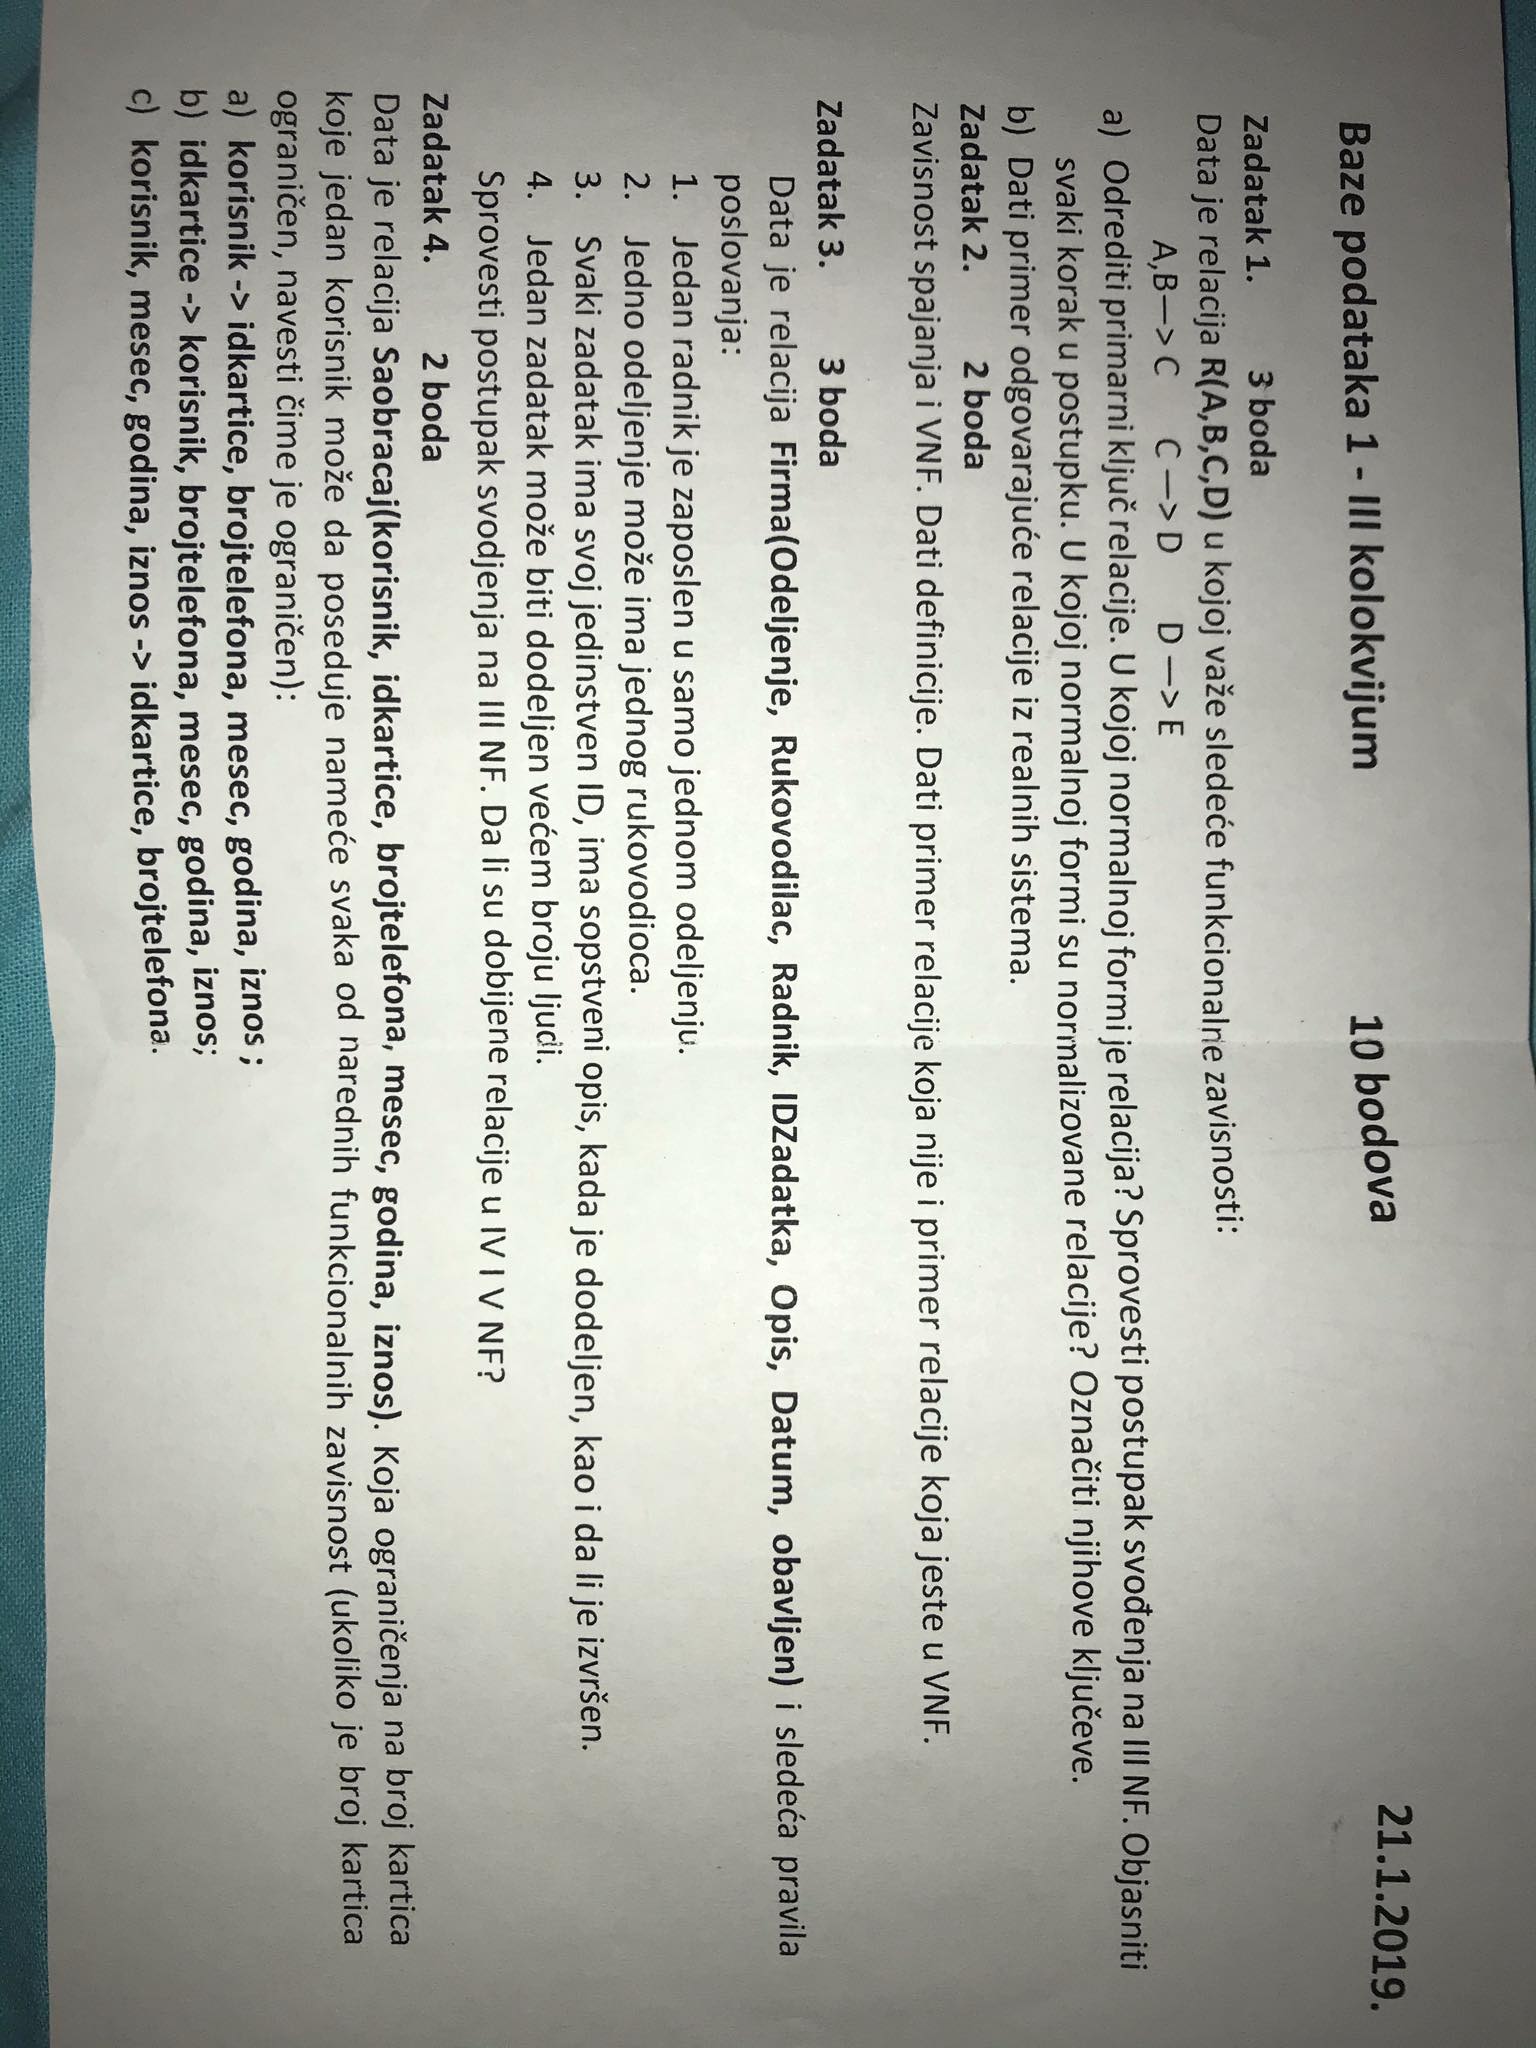 Baze podataka 1 - III kolokvijum 10 bodova 21.1.2019.
Zadatak 1. 3 boda
Data je relacija R(A,B,C,D) u kojoj važe sledeće funkcionalne zavisnosti:
A,B—> C C —> D D —> E
a) Odrediti primarni ključ relacije. U kojoj normalnoj formi je relacija? Sprovesti postupak svođenja na III NF. Objasniti
svaki korak u postupku. U kojoj normalnoj formi su normalizovane relacije? Označiti njihove ključeve.
b) Dati primer odgovarajuće relacije iz realnih sistema.
Zadatak 2. 2 boda
Zavisnost spajanja i VNF. Dati definicije. Dati primer relacije koja nije i primer relacije koja jeste u VNF.
Zadatak 3. 3 boda
Data je relacija Firma(Odeljenje, Rukovodilac, Radnik, IDZadatka, Opis, Datum, obavljen) i sledeća pravila
poslovanja:
1. Jedan radnik je zaposlen u samo jednom odeljenju.
2. Jedno odeljenje može ima jednog rukovodioca.
3. Svaki zadatak ima svoj jedinstven ID, ima sopstveni opis, kada je dodeljen, kao i da li je izvršen.
4. Jedan zadatak može biti dodeljen većem broju ljudi.
Sprovesti postupak svodjenja na III NF. Da li su dobijene relacije u IV I V NF?
Zadatak 4. 2 boda
Data je relacija Saobracaj(korisnik, idkartice, brojtelefona, mesec, godina, iznos). Koja ograničenja na broj kartica
koje jedan korisnik može da poseduje nameće svaka od narednih funkcionalnih zavisnost (ukoliko je broj kartica
ograničen, navesti čime je ograničen):
a) korisnik -> idkartice, brojtelefona, mesec, godina, iznos ;
b) idkartice -> korisnik, brojtelefona, mesec, godina, iznos;
c) korisnik, mesec, godina, iznos -> idkartice, brojtelefona.